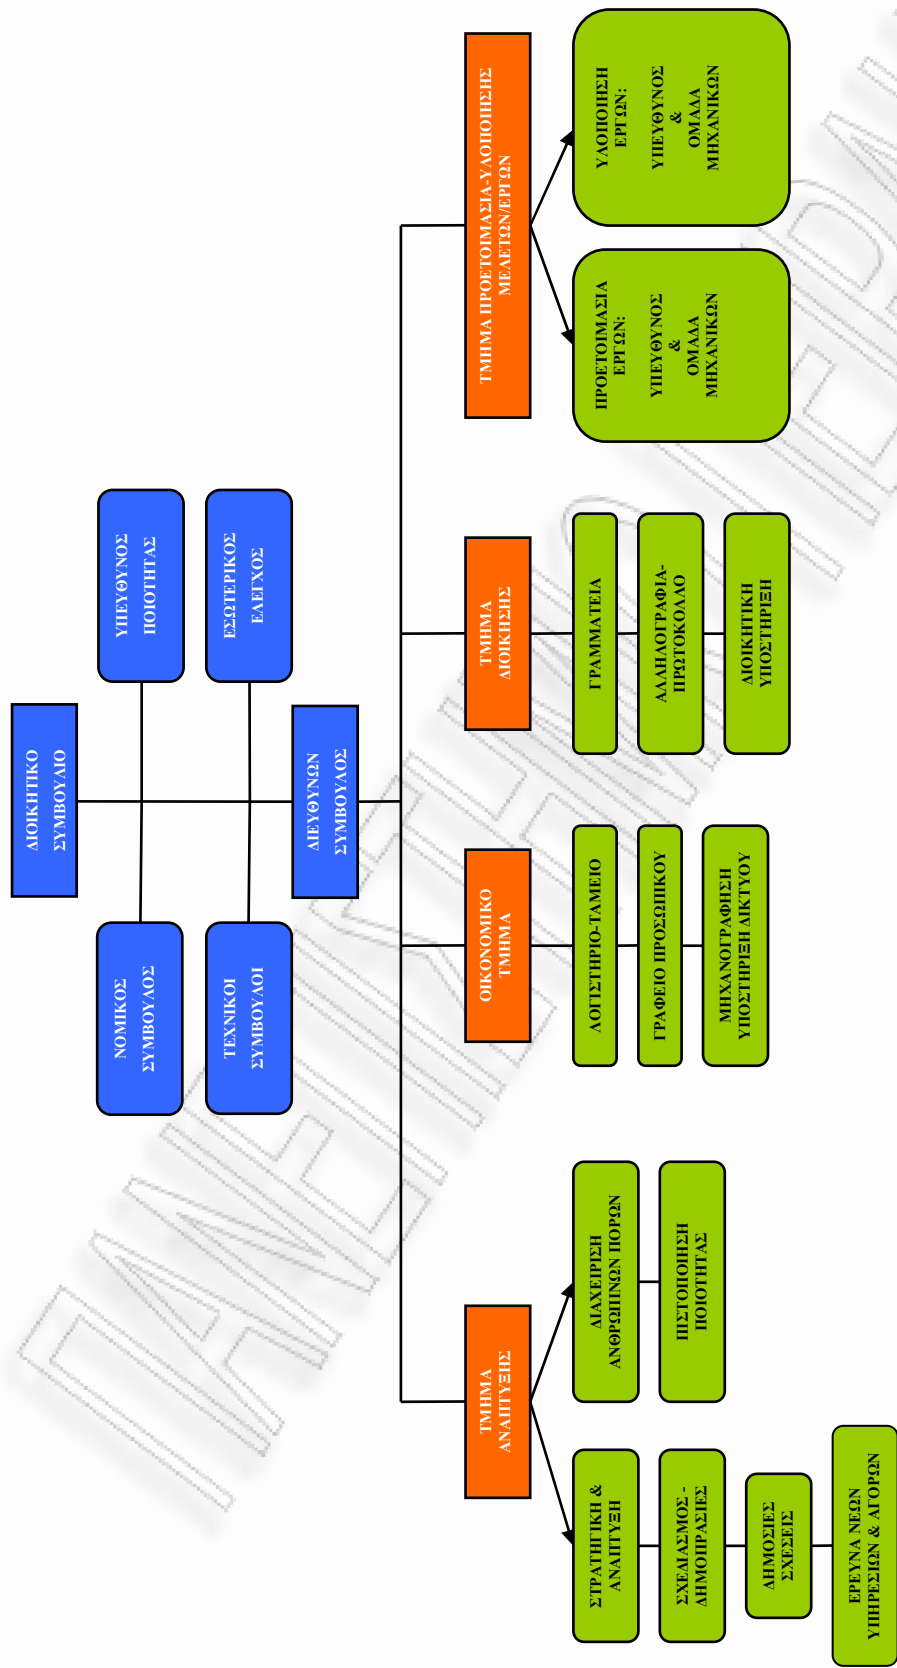 ΔΙΟΙΚΗΤΙΚΟ
ΣΥΜΒΟΥΛΙΟ
ΝΟΜΙΚΟΣ
ΣΥΜΒΟΥΛΟΣ
ΥΠΕΥΘΥΝΟΣ
ΠΟΙΟΤΗΤΑΣ
ΤΕΧΝΙΚΟΙ
ΣΥΜΒΟΥΛΟΙ
ΕΣΩΤΕΡΙΚΟΣ
ΕΛΕΓΧΟΣ
ΔΙΕΥΘΥΝΩΝ
ΣΥΜΒΟΥΛΟΣ
ΤΜΗΜΑ
ΑΝΑΠΤΥΞΗΣ
ΣΤΡΑΤΗΓΙΚΗ &
ΑΝΑΠΤΥΞΗ
ΣΧΕΔΙΑΣΜΟΣ -
ΔΗΜΟΠΡΑΣΙΕΣ
ΔΗΜΟΣΙΕΣ
ΣΧΕΣΕΙΣ
ΕΡΕΥΝΑ ΝΕΩΝ
ΥΠΗΡΕΣΙΩΝ & ΑΓΟΡΩΝ
ΔΙΑΧΕΙΡΙΣΗ
ΑΝΘΡΩΠΙΝΩΝ ΠΟΡΩΝ
ΠΙΣΤΟΠΟΙΗΣΗ
ΠΟΙΟΤΗΤΑΣ
ΟΙΚΟΝΟΜΙΚΟ
ΤΜΗΜΑ
ΛΟΓΙΣΤΗΡΙΟ-ΤΑΜΕΙΟ
ΓΡΑΦΕΙΟ ΠΡΟΣΩΠΙΚΟΥ
ΜΗΧΑΝΟΓΡΑΦΗΣΗ
ΥΠΟΣΤΗΡΙΞΗ ΔΙΚΤΥΟΥ
ΤΜΗΜΑ
ΔΙΟΙΚΗΣΗΣ
ΓΡΑΜΜΑΤΕΙΑ
ΑΛΛΗΛΟΓΡΑΦΙΑ-
ΠΡΩΤΟΚΟΛΛΟ
ΔΙΟΙΚΗΤΙΚΗ
ΥΠΟΣΤΗΡΙΞΗ
ΤΜΗΜΑ ΠΡΟΕΤΟΙΜΑΣΙΑ-ΥΛΟΠΟΙΗΣΗΣ
ΜΕΛΕΤΩΝ/ΕΡΓΩΝ
ΠΡΟΕΤΟΙΜΑΣΙΑ
ΕΡΓΩΝ:
ΥΠΕΥΘΥΝΟΣ
&
ΟΜΑΔΑ
ΜΗΧΑΝΙΚΩΝ
ΥΛΟΠΟΙΗΣΗ
ΕΡΓΩΝ:
ΥΠΕΥΘΥΝΟΣ
&
ΟΜΑΔΑ
ΜΗΧΑΝΙΚΩΝ